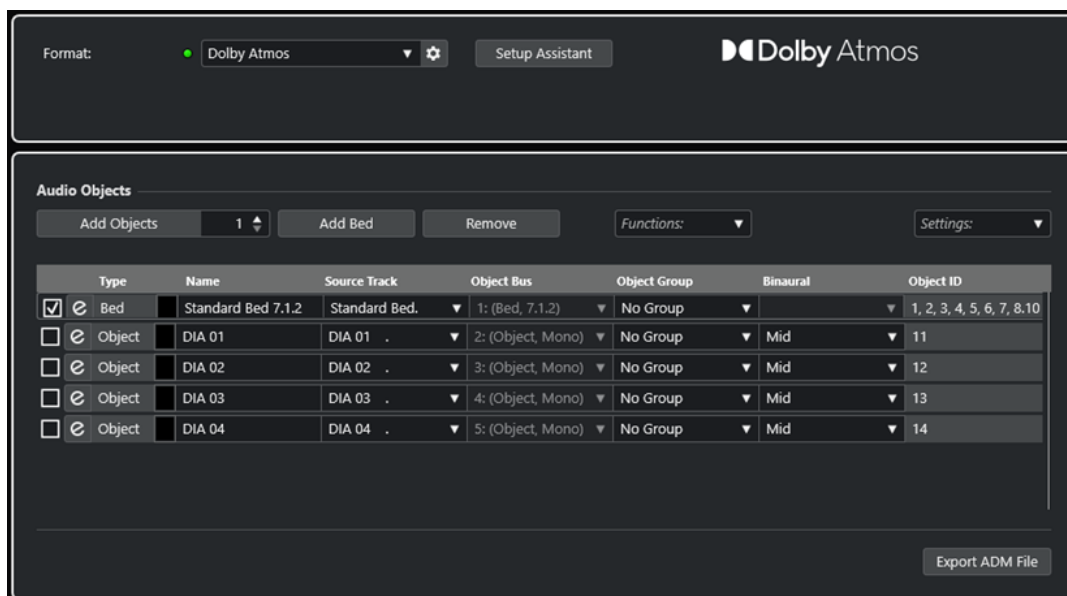 Format: Dolby Atmos Setup Assistant Dolby Atmos
Audio Objects
Add Objects 1 Add Bed Remove Functions: Settings:
Type Name Source Track Object Bus Object Group Binaural Object ID
e Bed Standard Bed 7.1.2 Standard Bed. 1: (Bed, 7.1.2) No Group 1, 2, 3, 4, 5, 6, 7, 8.10
e Object DIA 01 DIA 01 . 2: (Object, Mono) No Group Mid 11
e Object DIA 02 DIA 02 . 3: (Object, Mono) No Group Mid 12
e Object DIA 03 DIA 03 . 4: (Object, Mono) No Group Mid 13
e Object DIA 04 DIA 04 . 5: (Object, Mono) No Group Mid 14
Export ADM File